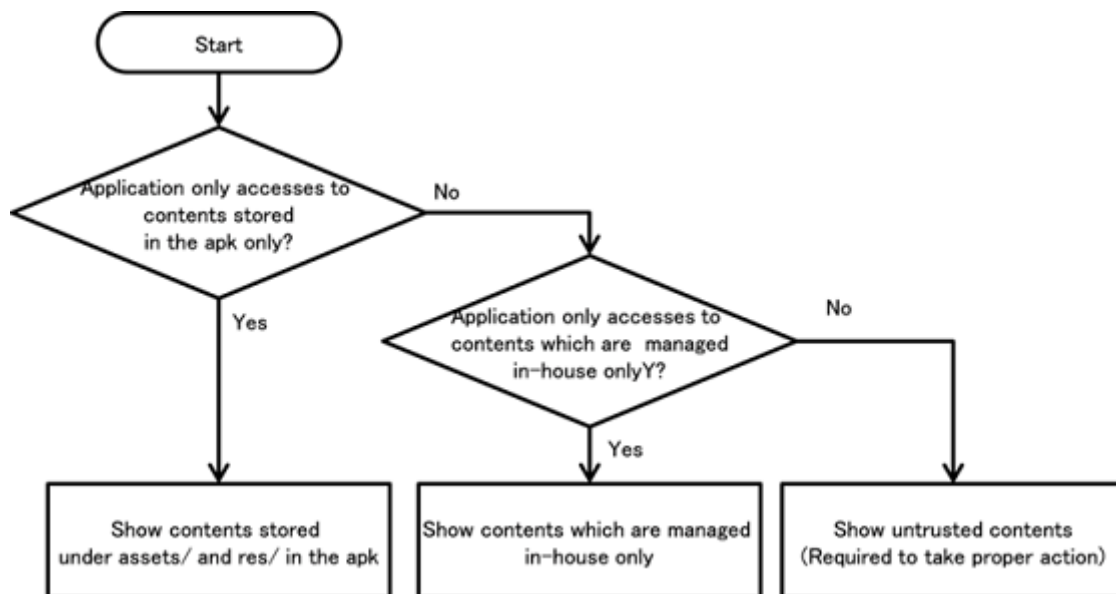 Start
Application only accesses to
contents stored
in the apk only?
No
Yes
Application only accesses to
contents which are managed
in-house onlyY?
No
Yes
Show contents stored
under assets/ and res/ in the apk
Show contents which are managed
in-house only
Show untrusted contents
(Required to take proper action)